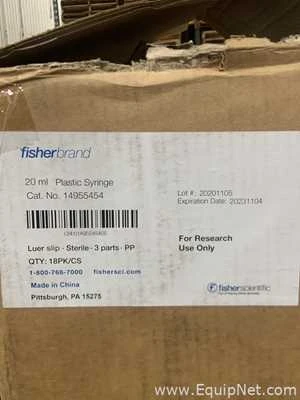 fisherbrand
20 ml Plastic Syringe
Cat. No. 14955454
Lot #: 20201105
Expiration Date: 20231104
Luer slip · Sterile · 3 parts · PP
QTY: 18PK/CS
1-800-766-7000 fishersci.com
Made in China
Pittsburgh, PA 15275
For Research
Use Only
fisherscientific
www.EquipNet.com